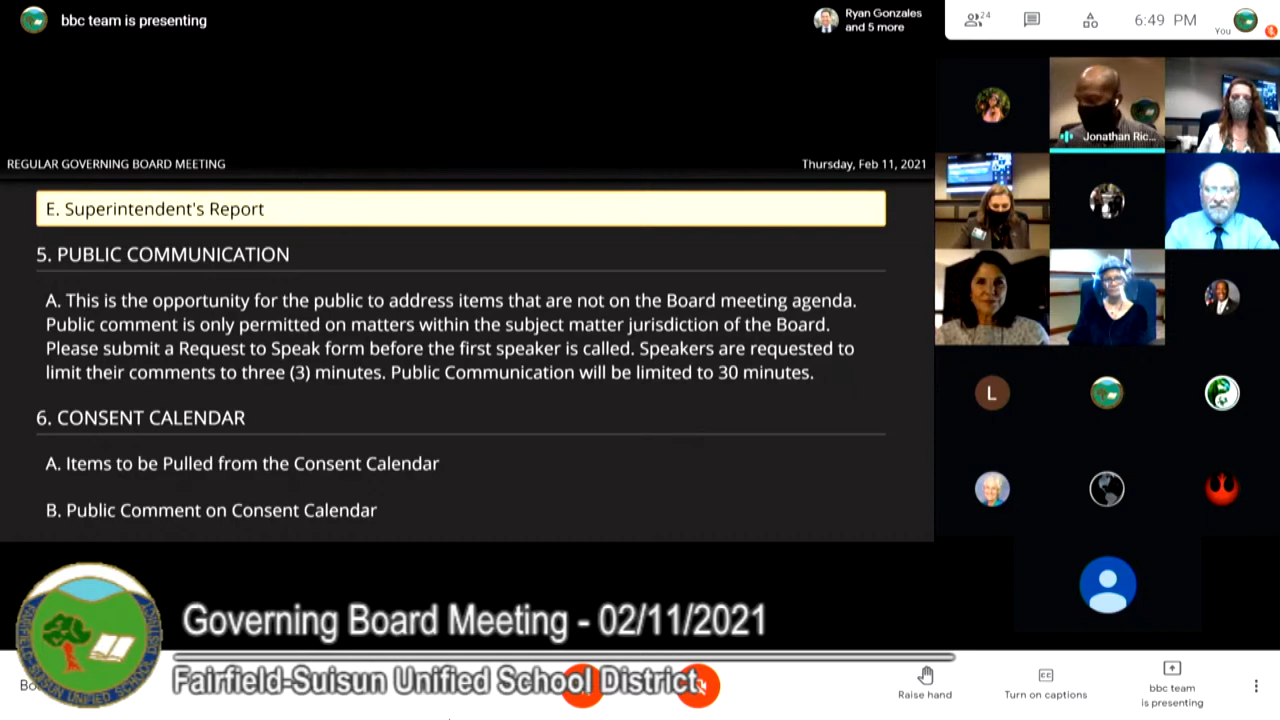 bbc team is presenting
Ryan Gonzales
and 5 more
24
6:49 PM
You
REGULAR GOVERNING BOARD MEETING
Thursday, Feb 11, 2021
Jonathan Ric...
E. Superintendent's Report
5. PUBLIC COMMUNICATION
A. This is the opportunity for the public to address items that are not on the Board meeting agenda.
Public comment is only permitted on matters within the subject matter jurisdiction of the Board.
Please submit a Request to Speak form before the first speaker is called. Speakers are requested to
limit their comments to three (3) minutes. Public Communication will be limited to 30 minutes.
6. CONSENT CALENDAR
A. Items to be Pulled from the Consent Calendar
B. Public Comment on Consent Calendar
L
Governing Board Meeting - 02/11/2021
Fairfield-Suisun Unified School District
FAIRFIELD-SUISUN UNIFIED SCHOOL DISTRICT
Raise hand
CC
Turn on captions
bbc team
is presenting